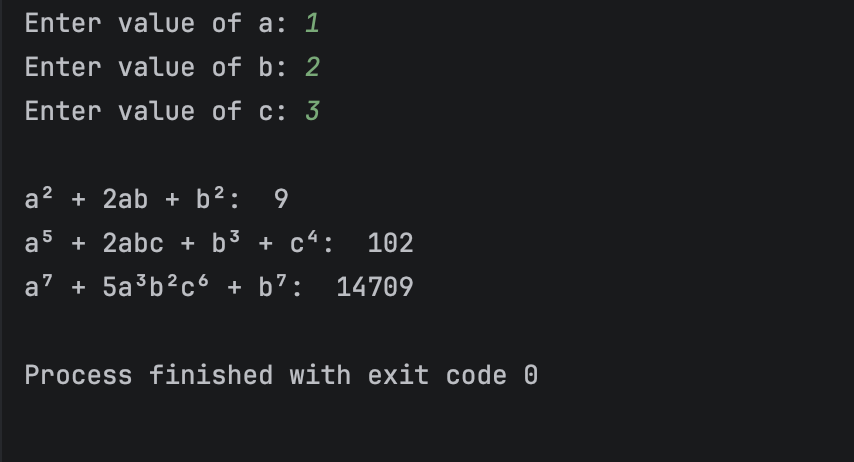 Enter value of a: 1
Enter value of b: 2
Enter value of c: 3
a² + 2ab + b²:  9
a⁵ + 2abc + b³ + c⁴:  102
a⁷ + 5a³b²c⁶ + b⁷:  14709
Process finished with exit code 0